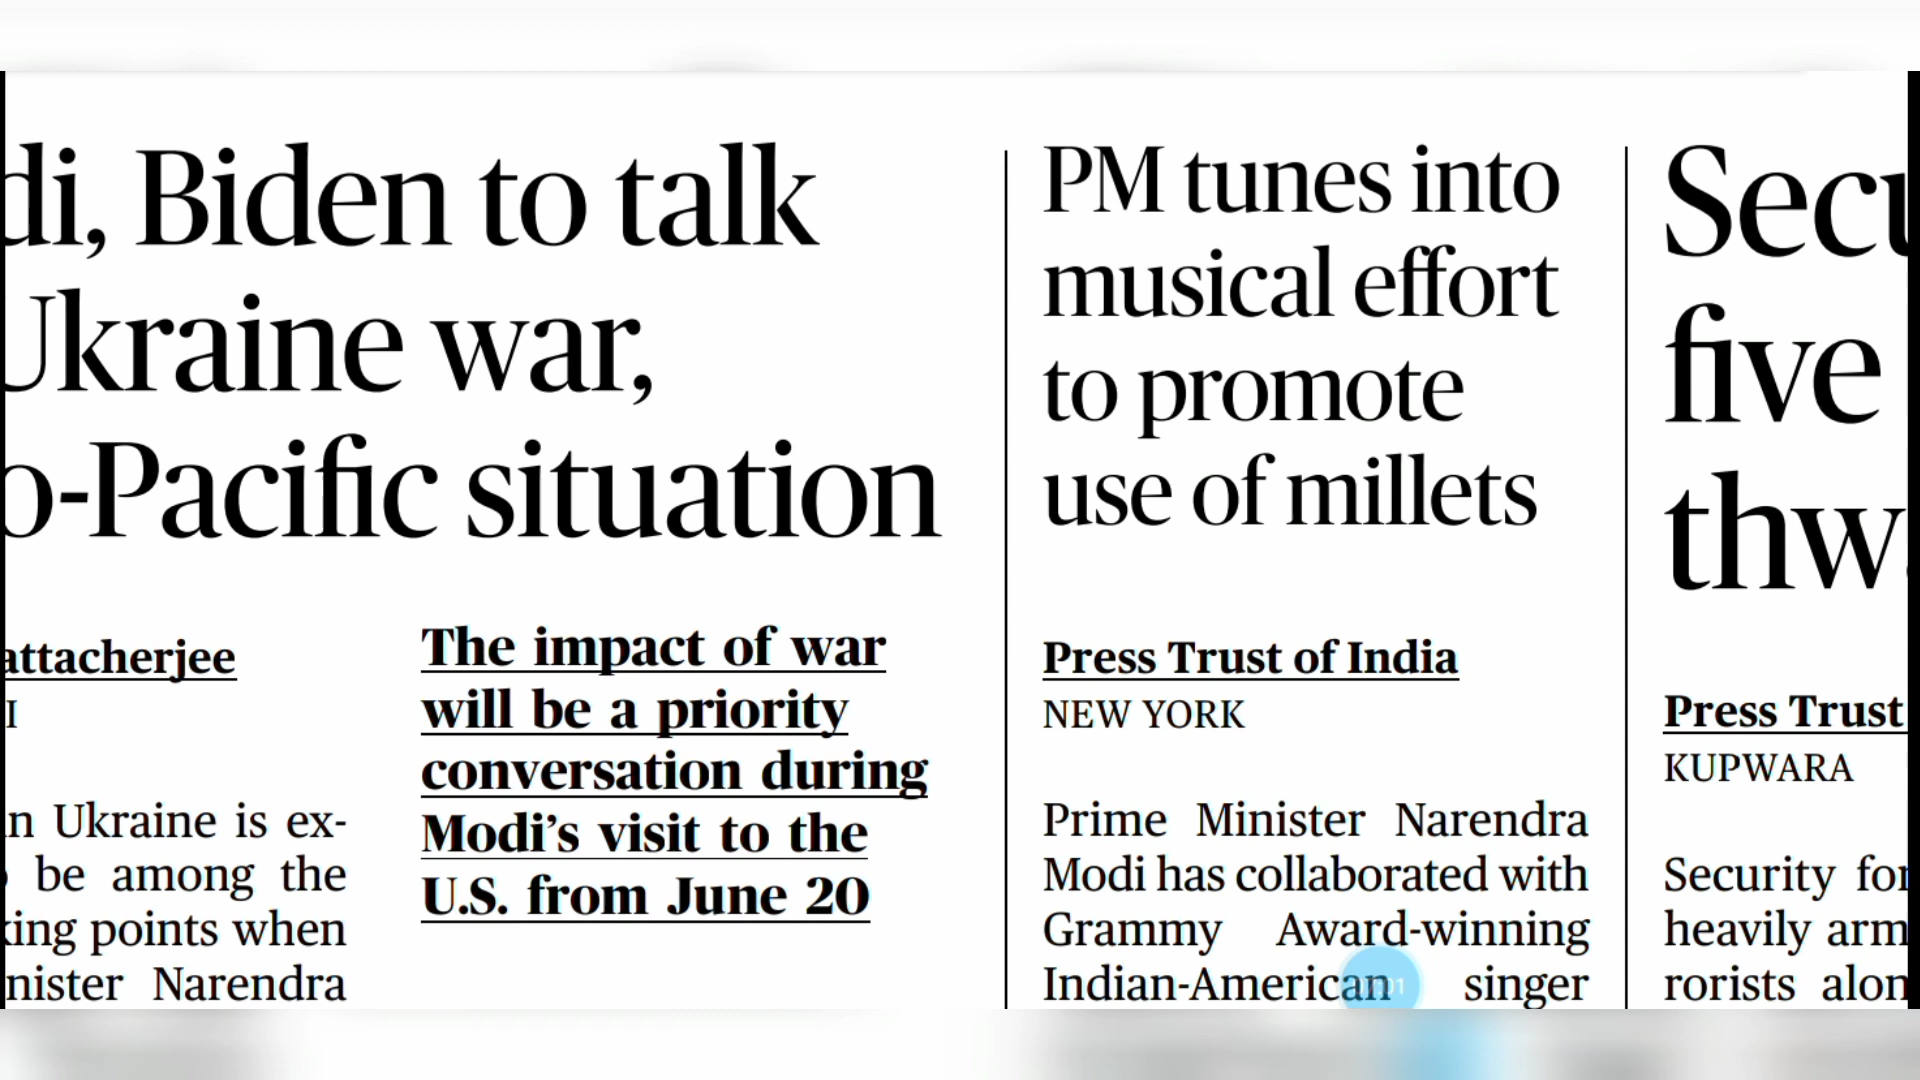 di, Biden to talk
Ukraine war,
o-Pacific situation
attacherjee
I
n Ukraine is ex-
be among the
king points when
nister Narendra
The impact of war
will be a priority
conversation during
Modi's visit to the
U.S. from June 20
PM tunes into
musical effort
to promote
use of millets
Press Trust of India
NEW YORK
Prime Minister Narendra
Modi has collaborated with
Grammy Award-winning
Indian-American singer
Secu
five
thw
Press Trust
KUPWARA
Security for
heavily arm
rorists alon